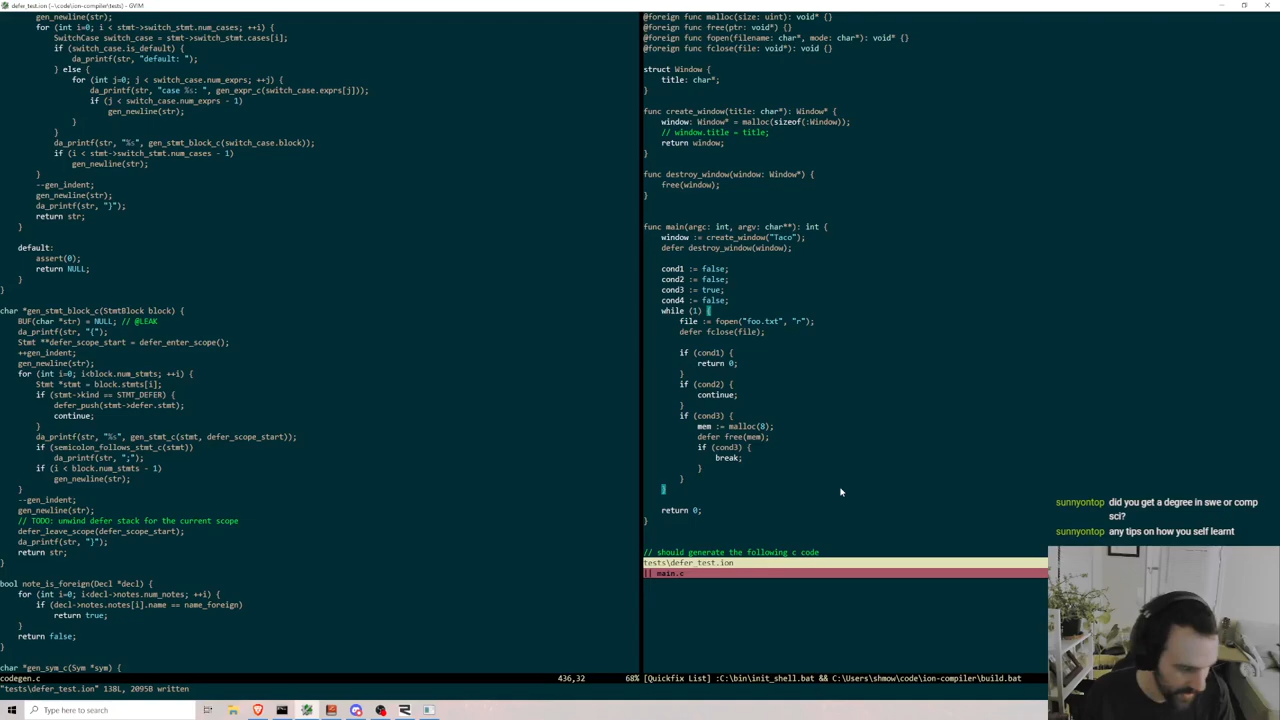 defer_test.ion (~\code\ion-compiler\tests) - GVIM
gen_newline(str);
for (int i=0; i < stmt->switch_stmt.num_cases; ++i) {
SwitchCase switch_case = stmt->switch_stmt.cases[i];
if (switch_case.is_default) {
da_printf(str, "default: ");
} else {
for (int j=0; j < switch_case.num_exprs; ++j) {
da_printf(str, "case %s: ", gen_expr_c(switch_case.exprs[j]));
if (j < switch_case.num_exprs - 1)
gen_newline(str);
}
}
da_printf(str, "%s", gen_stmt_block_c(switch_case.block));
if (i < stmt->switch_stmt.num_cases - 1)
gen_newline(str);
}
--gen_indent;
gen_newline(str);
da_printf(str, "}");
return str;
}
default:
assert(0);
return NULL;
}
}
char *gen_stmt_block_c(StmtBlock block) {
BUF(char *str) = NULL; // @LEAK
da_printf(str, "{");
Stmt **defer_scope_start = defer_enter_scope();
++gen_indent;
gen_newline(str);
for (int i=0; i<block.num_stmts; ++i) {
Stmt *stmt = block.stmts[i];
if (stmt->kind == STMT_DEFER) {
defer_push(stmt->defer.stmt);
continue;
}
da_printf(str, "%s", gen_stmt_c(stmt, defer_scope_start));
if (semicolon_follows_stmt_c(stmt))
da_printf(str, ";");
if (i < block.num_stmts - 1)
gen_newline(str);
}
--gen_indent;
gen_newline(str);
// TODO: unwind defer stack for the current scope
defer_leave_scope(defer_scope_start);
da_printf(str, "}");
return str;
}
bool note_is_foreign(Decl *decl) {
for (int i=0; i<decl->notes.num_notes; ++i) {
if (decl->notes.notes[i].name == name_foreign)
return true;
}
return false;
}
char *gen_sym_c(Sym *sym) {
codegen.c 436,32 68%
"tests\defer_test.ion" 138L, 2095B written
@foreign func malloc(size: uint): void* {}
@foreign func free(ptr: void*) {}
@foreign func fopen(filename: char*, mode: char*): void* {}
@foreign func fclose(file: void*): void {}
struct Window {
title: char*;
}
func create_window(title: char*): Window* {
window: Window* = malloc(sizeof(:Window));
// window.title = title;
return window;
}
func destroy_window(window: Window*) {
free(window);
}
func main(argc: int, argv: char**): int {
window := create_window("Taco");
defer destroy_window(window);
cond1 := false;
cond2 := false;
cond3 := true;
cond4 := false;
while (1) {
file := fopen("foo.txt", "r");
defer fclose(file);
if (cond1) {
return 0;
}
if (cond2) {
continue;
}
if (cond3) {
mem := malloc(8);
defer free(mem);
if (cond3) {
break;
}
}
}
return 0;
}
// should generate the following c code
tests\defer_test.ion
|| main.c
[Quickfix List] :C:\bin\init_shell.bat && C:\Users\shmow\code\ion-compiler\build.bat
sunnyontop did you get a degree in swe or comp
sci?
sunnyontop any tips on how you self learnt
Type here to search